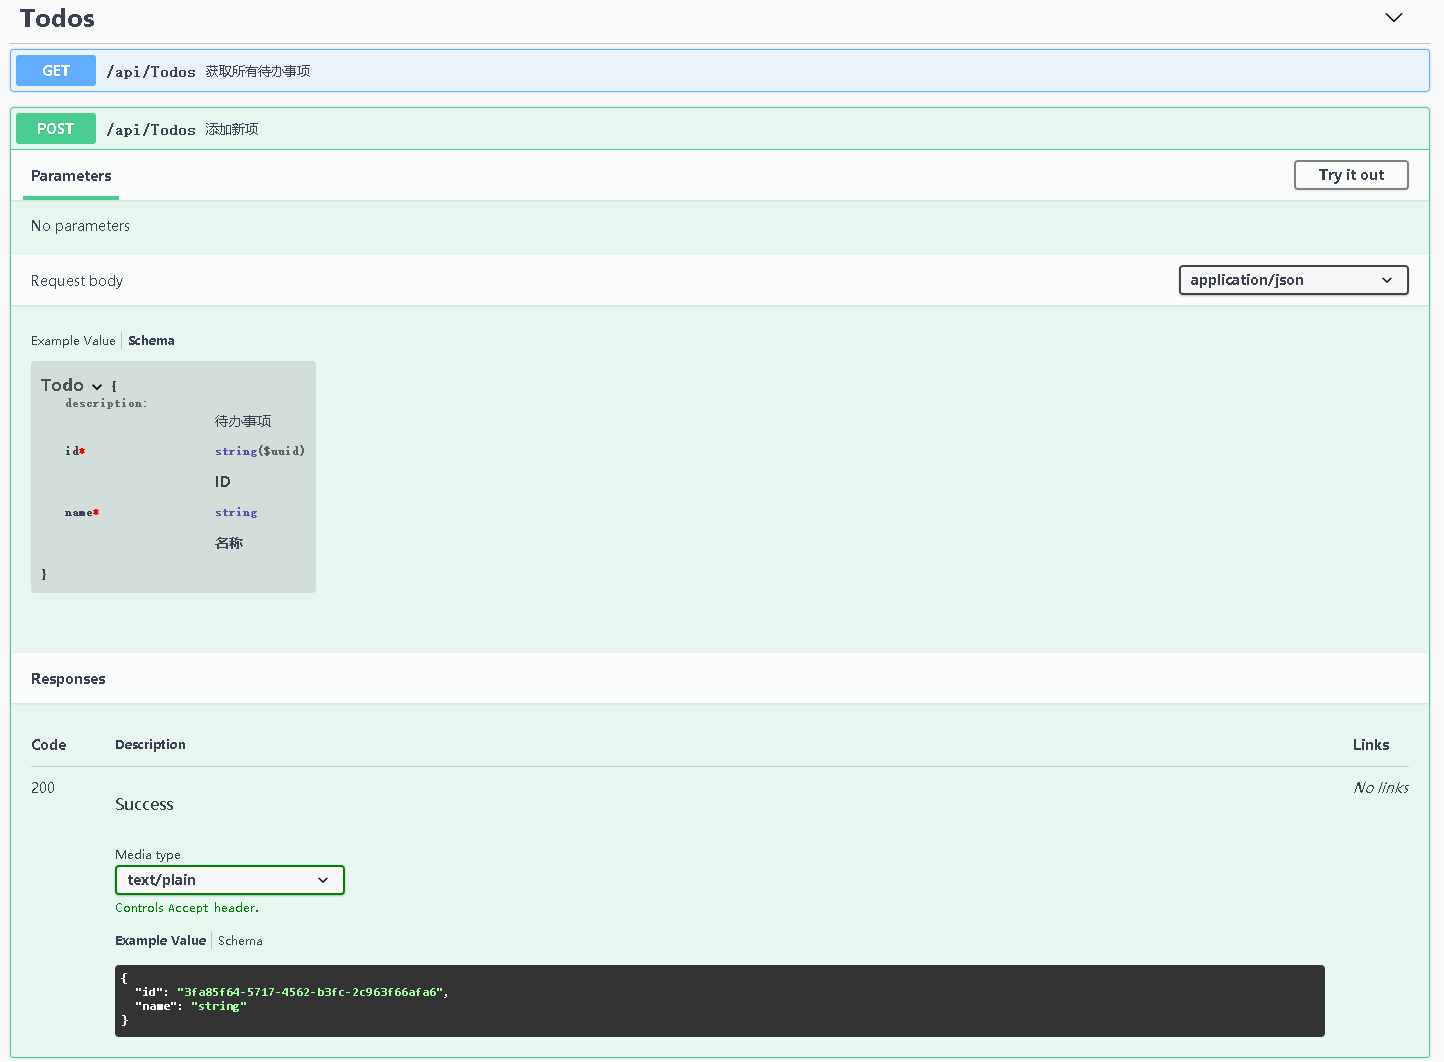 Todos
GET /api/Todos 获取所有待办事项
POST /api/Todos 添加新项
Parameters
Try it out
No parameters
Request body
application/json
Example Value Schema
Todo {
description:
待办事项
id* string($uuid)
ID
name* string
名称
}
Responses
Code Description Links
200 No links
Success
Media type
text/plain
Controls Accept header.
Example Value Schema
{
"id": "3fa85f64-5717-4562-b3fc-2c963f66afa6",
"name": "string"
}